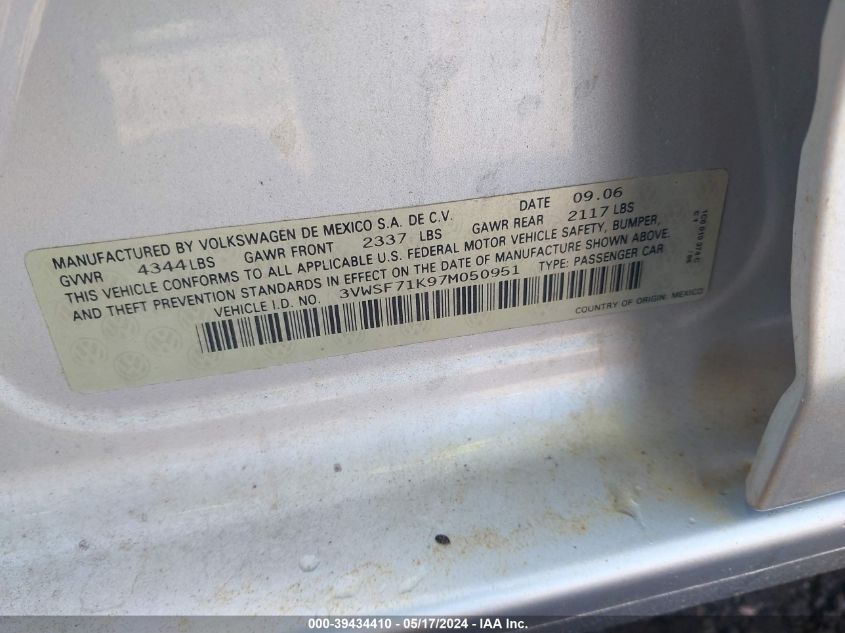 MANUFACTURED BY VOLKSWAGEN DE MEXICO S.A. DE C.V. DATE 09.06
GVWR 4344 LBS GAWR FRONT 2337 LBS GAWR REAR 2117 LBS
THIS VEHICLE CONFORMS TO ALL APPLICABLE U.S. FEDERAL MOTOR VEHICLE SAFETY, BUMPER,
AND THEFT PREVENTION STANDARDS IN EFFECT ON THE DATE OF MANUFACTURE SHOWN ABOVE.
VEHICLE I.D. NO. 3VWSF71K97M050951 TYPE: PASSENGER CAR
COUNTRY OF ORIGIN: MEXICO
000-39434410 - 05/17/2024 - IAA Inc.